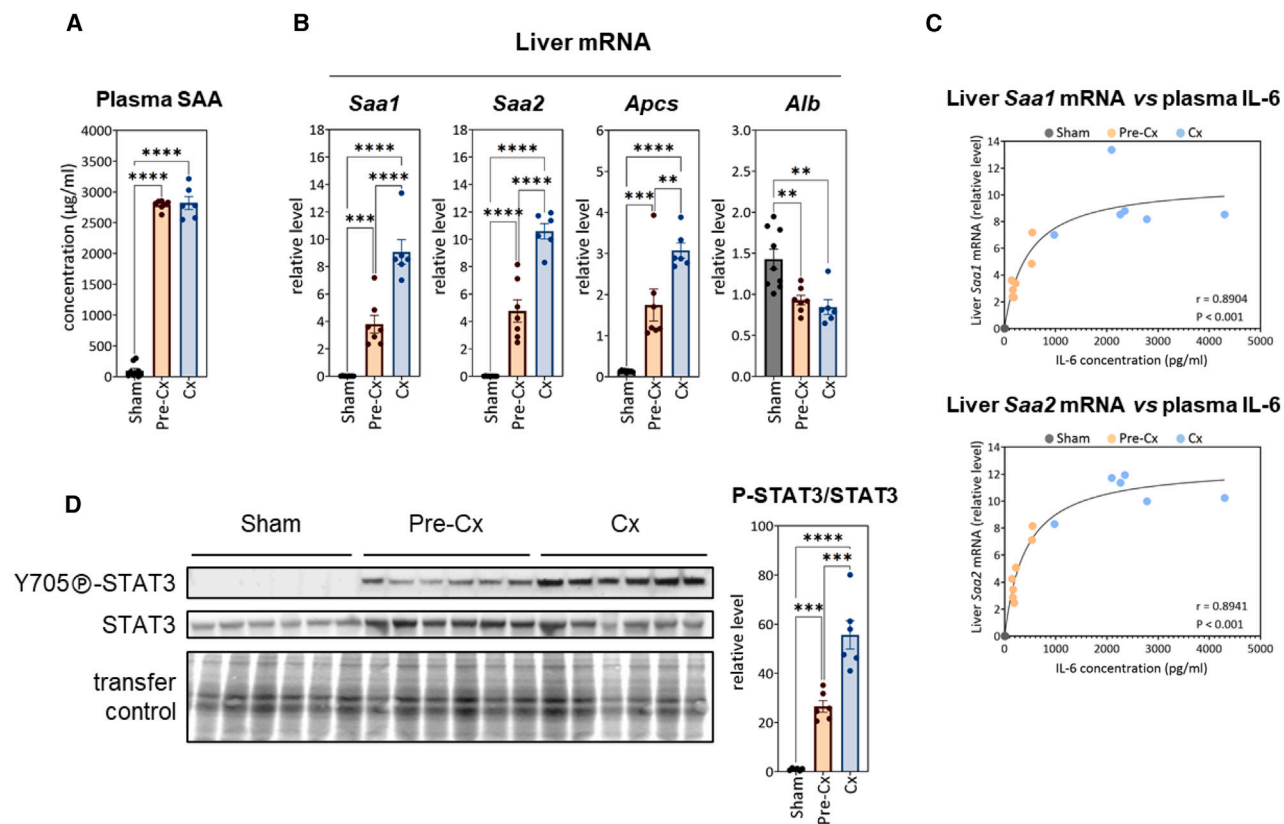 A
Plasma SAA
4000
3500
3000
2500
2000
1500
1000
500
0
concentration (µg/ml)
****
****
Sham
Pre-Cx
Cx
B
Liver mRNA
Saa1
18
16
14
12
10
8
6
4
2
0
relative level
****
****
***
Sham
Pre-Cx
Cx
Saa2
18
16
14
12
10
8
6
4
2
0
relative level
****
****
****
Sham
Pre-Cx
Cx
Apcs
6
5
4
3
2
1
0
relative level
****
**
***
Sham
Pre-Cx
Cx
Alb
3.0
2.5
2.0
1.5
1.0
0.5
0.0
relative level
**
**
Sham
Pre-Cx
Cx
C
Liver Saa1 mRNA vs plasma IL-6
Sham Pre-Cx Cx
14
12
10
8
6
4
2
0
Liver Saa1 mRNA (relative level)
r = 0.8904
P < 0.001
0 1000 2000 3000 4000 5000
IL-6 concentration (pg/ml)
Liver Saa2 mRNA vs plasma IL-6
Sham Pre-Cx Cx
14
12
10
8
6
4
2
0
Liver Saa2 mRNA (relative level)
r = 0.8941
P < 0.001
0 1000 2000 3000 4000 5000
IL-6 concentration (pg/ml)
D
Sham Pre-Cx Cx
Y705Ⓟ-STAT3
STAT3
transfer
control
P-STAT3/STAT3
100
80
60
40
20
0
relative level
****
***
***
Sham
Pre-Cx
Cx